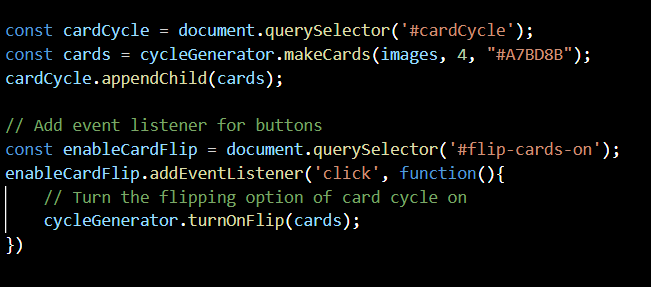 const cardCycle = document.querySelector('#cardCycle');
const cards = cycleGenerator.makeCards(images, 4, "#A7BD8B");
cardCycle.appendChild(cards);
// Add event listener for buttons
const enableCardFlip = document.querySelector('#flip-cards-on');
enableCardFlip.addEventListener('click', function(){
// Turn the flipping option of card cycle on
cycleGenerator.turnOnFlip(cards);
})